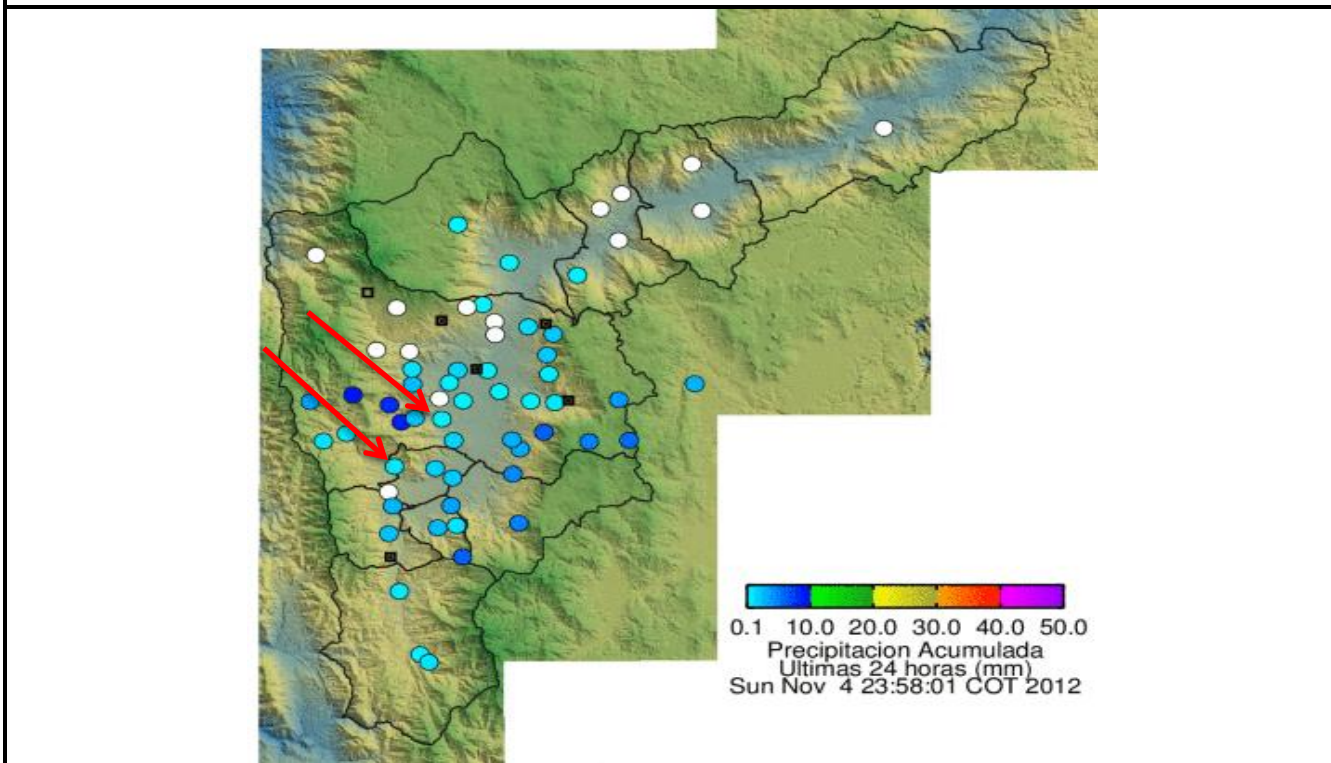 0.1 10.0 20.0 30.0 40.0 50.0
Precipitacion Acumulada
Ultimas 24 horas (mm)
Sun Nov 4 23:58:01 COT 2012